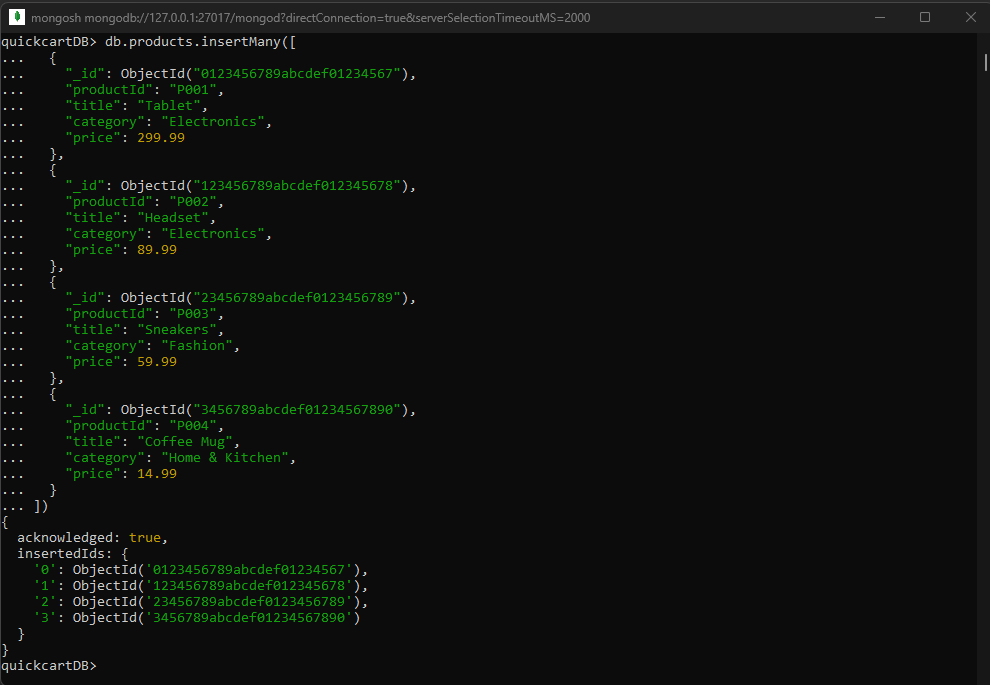 mongosh mongodb://127.0.0.1:27017/mongod?directConnection=true&serverSelectionTimeoutMS=2000
quickcartDB> db.products.insertMany([
...   {
...     "_id": ObjectId("0123456789abcdef01234567"),
...     "productId": "P001",
...     "title": "Tablet",
...     "category": "Electronics",
...     "price": 299.99
...   },
...   {
...     "_id": ObjectId("123456789abcdef012345678"),
...     "productId": "P002",
...     "title": "Headset",
...     "category": "Electronics",
...     "price": 89.99
...   },
...   {
...     "_id": ObjectId("23456789abcdef0123456789"),
...     "productId": "P003",
...     "title": "Sneakers",
...     "category": "Fashion",
...     "price": 59.99
...   },
...   {
...     "_id": ObjectId("3456789abcdef01234567890"),
...     "productId": "P004",
...     "title": "Coffee Mug",
...     "category": "Home & Kitchen",
...     "price": 14.99
...   }
... ])
{
  acknowledged: true,
  insertedIds: {
    '0': ObjectId('0123456789abcdef01234567'),
    '1': ObjectId('123456789abcdef012345678'),
    '2': ObjectId('23456789abcdef0123456789'),
    '3': ObjectId('3456789abcdef01234567890')
  }
}
quickcartDB>